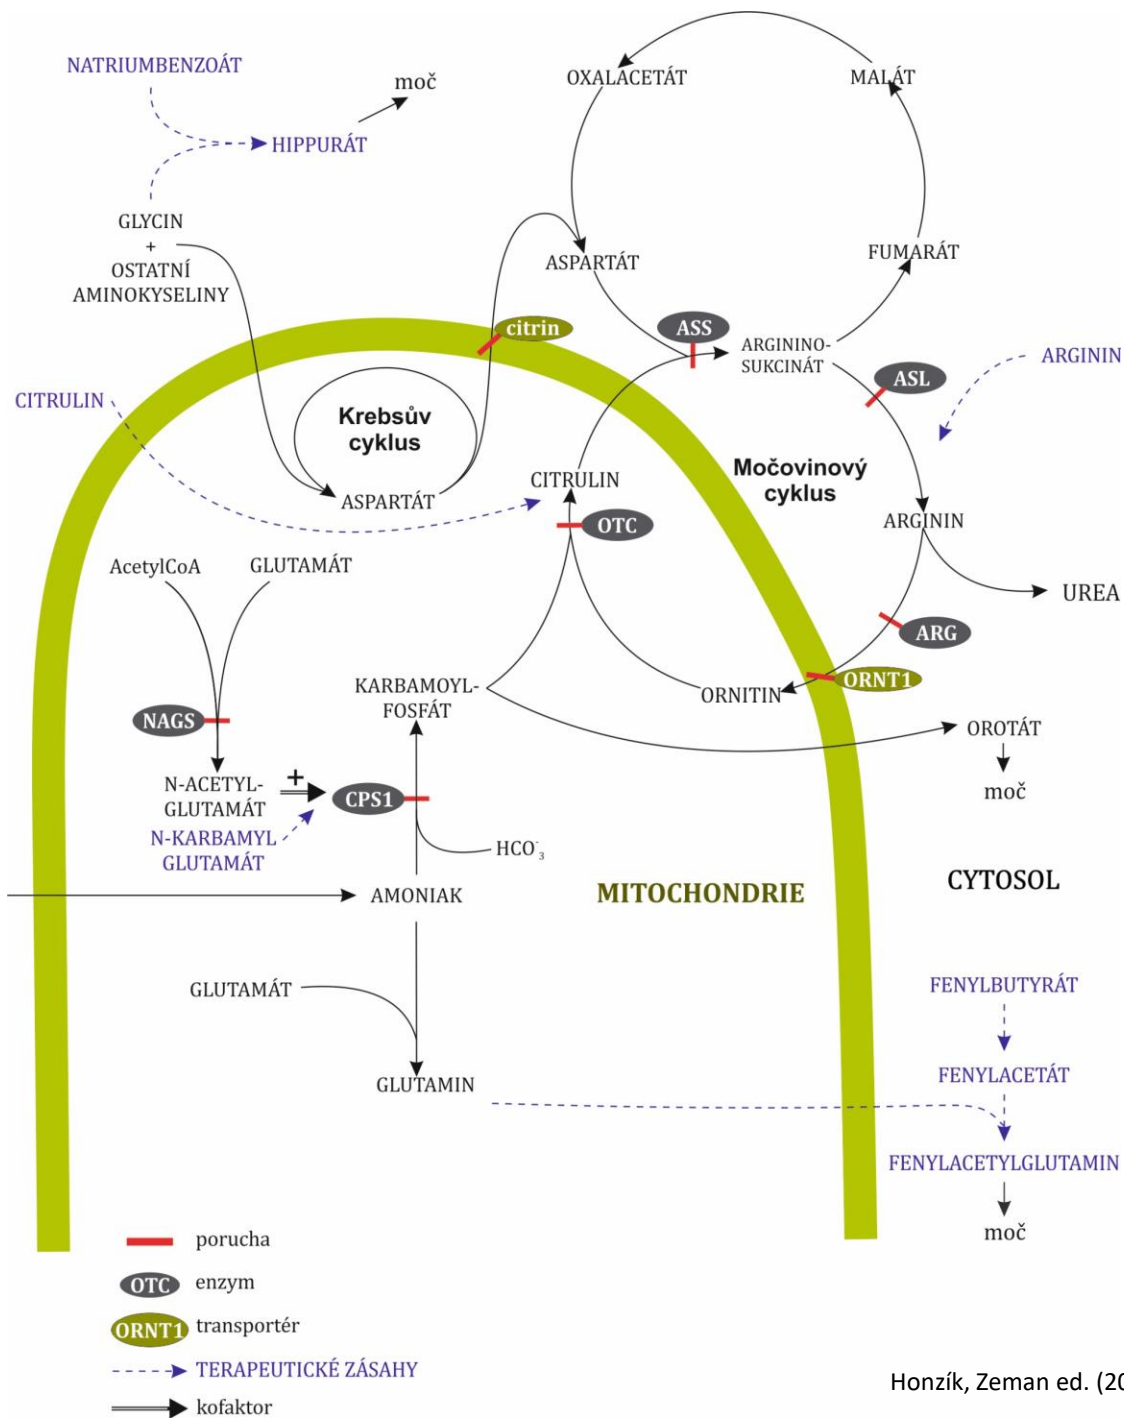 NATRIUMBENZOÁT
moč
HIPPURÁT
GLYCIN
+
OSTATNÍ
AMINOKYSELINY
OXALACETÁT
MALÁT
ASPARTÁT
FUMARÁT
citrin
ASS
ARGININO-
SUKCINÁT
ARGININ
ASL
CITRULIN
Krebsův
cyklus
ASPARTÁT
CITRULIN
OTC
Močovinový
cyklus
ARGININ
UREA
ARG
ORNT1
AcetylCoA
GLUTAMÁT
NAGS
KARBAMOYL-
FOSFÁT
ORNITIN
OROTÁT
moč
N-ACETYL-
GLUTAMÁT
+
CPS1
N-KARBAMYL
GLUTAMÁT
HCO₃⁻
AMONIAK
MITOCHONDRIE
CYTOSOL
GLUTAMÁT
GLUTAMIN
FENYLBUTYRÁT
FENYLACETÁT
FENYLACETYLGLUTAMIN
moč
porucha
OTC enzym
ORNT1 transportér
TERAPEUTICKÉ ZÁSAHY
kofaktor
Honzík, Zeman ed. (20